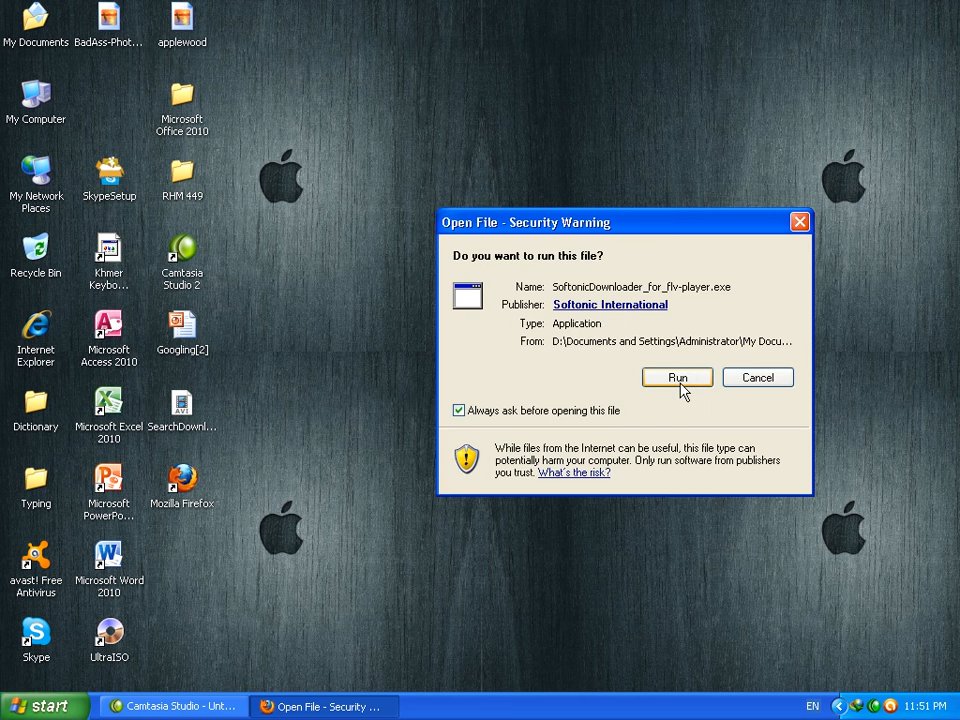 My Documents
BadAss-Phot...
applewood
My Computer
Microsoft
Office 2010
My Network
Places
SkypeSetup
RHM 449
Recycle Bin
Khmer
Keybo...
Camtasia
Studio 2
Internet
Explorer
Microsoft
Access 2010
Googling[2]
Dictionary
Microsoft Excel
2010
AVI
SearchDownl...
Typing
Microsoft
PowerPo...
Mozilla Firefox
avast! Free
Antivirus
Microsoft Word
2010
Skype
UltraISO
Open File - Security Warning
Do you want to run this file?
Name: SoftonicDownloader_for_flv-player.exe
Publisher: Softonic International
Type: Application
From: D:\Documents and Settings\Administrator\My Docu...
Run
Cancel
Always ask before opening this file
While files from the Internet can be useful, this file type can
potentially harm your computer. Only run software from publishers
you trust. What's the risk?
start
Camtasia Studio - Unt...
Open File - Security ...
EN
11:51 PM